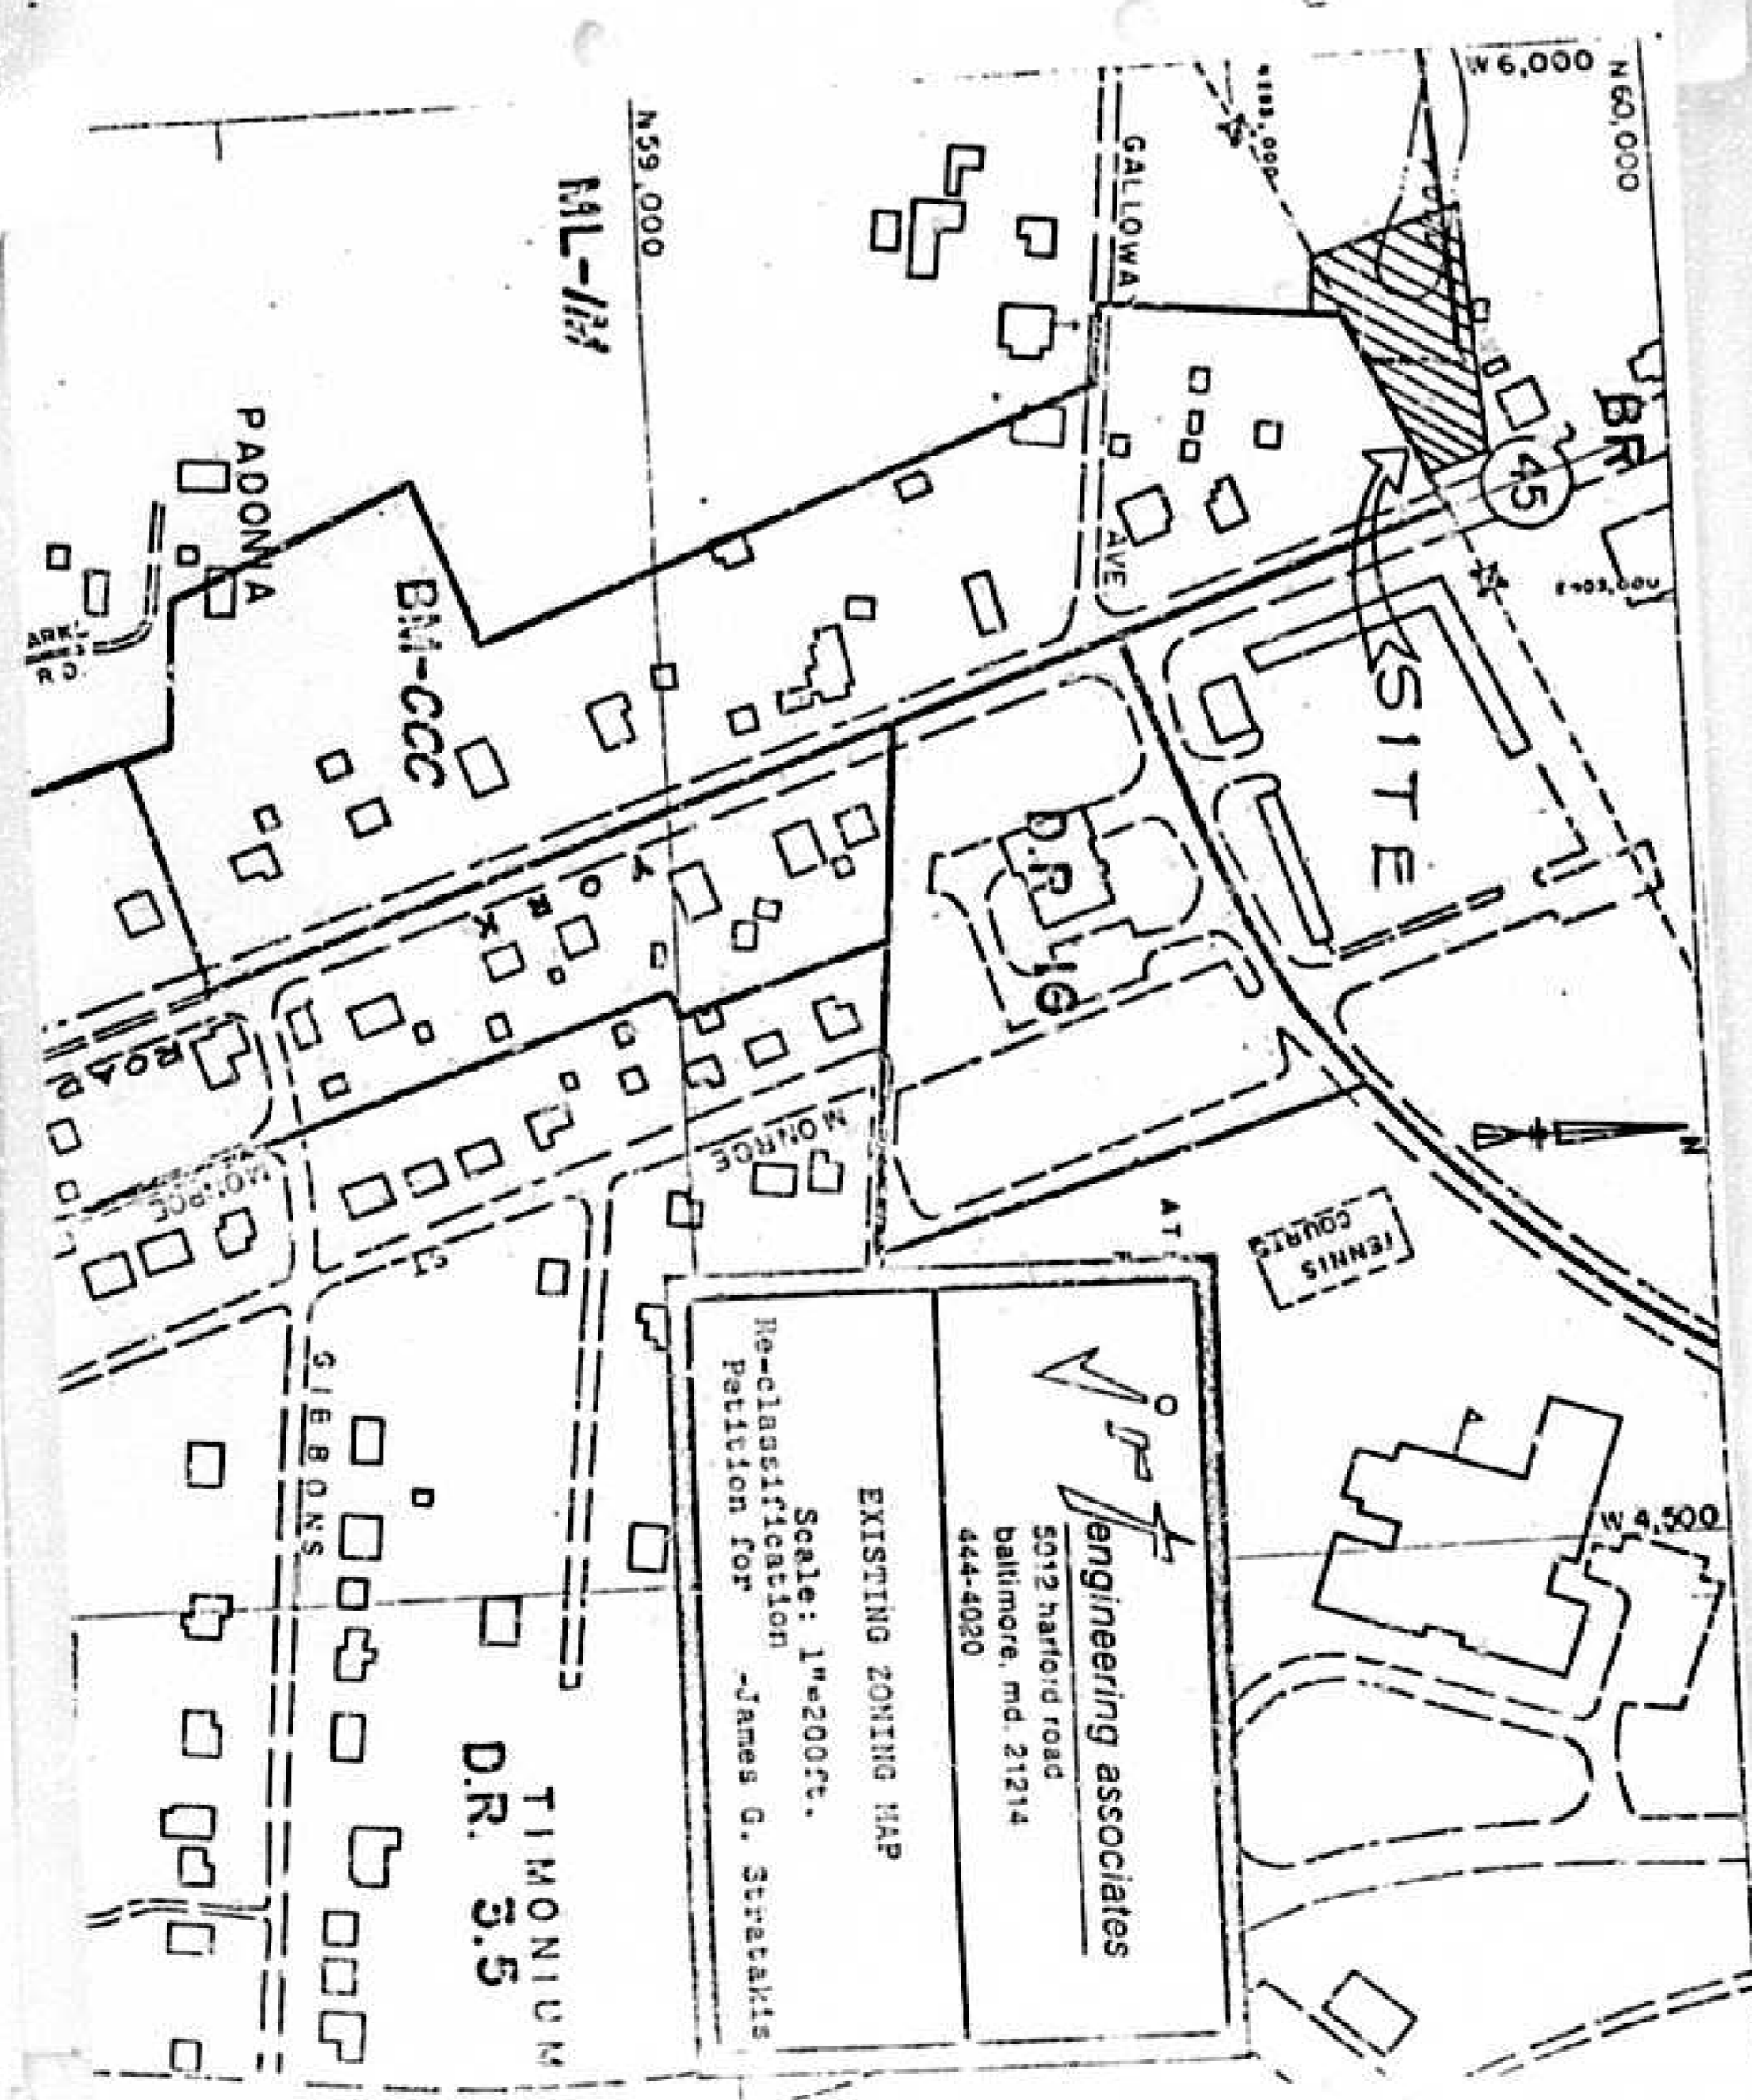 W 6,000
N 60,000
N 59,000
GALLOWAY
AVE
ML-IM
BR
45
SITE
PADONIA
RD.
BM-CCC
D.R. 16
YORK
ROAD
MONROE
MONROE
ST
GIBBONS
TENNIS
COURTS
N
W 4,500
TIMONIUM
D.R. 3.5
engineering associates
5012 harford road
baltimore, md. 21214
444-4020
EXISTING ZONING MAP
Scale: 1"=200ft.
Re-classification
Petition for -James G. Stratakis